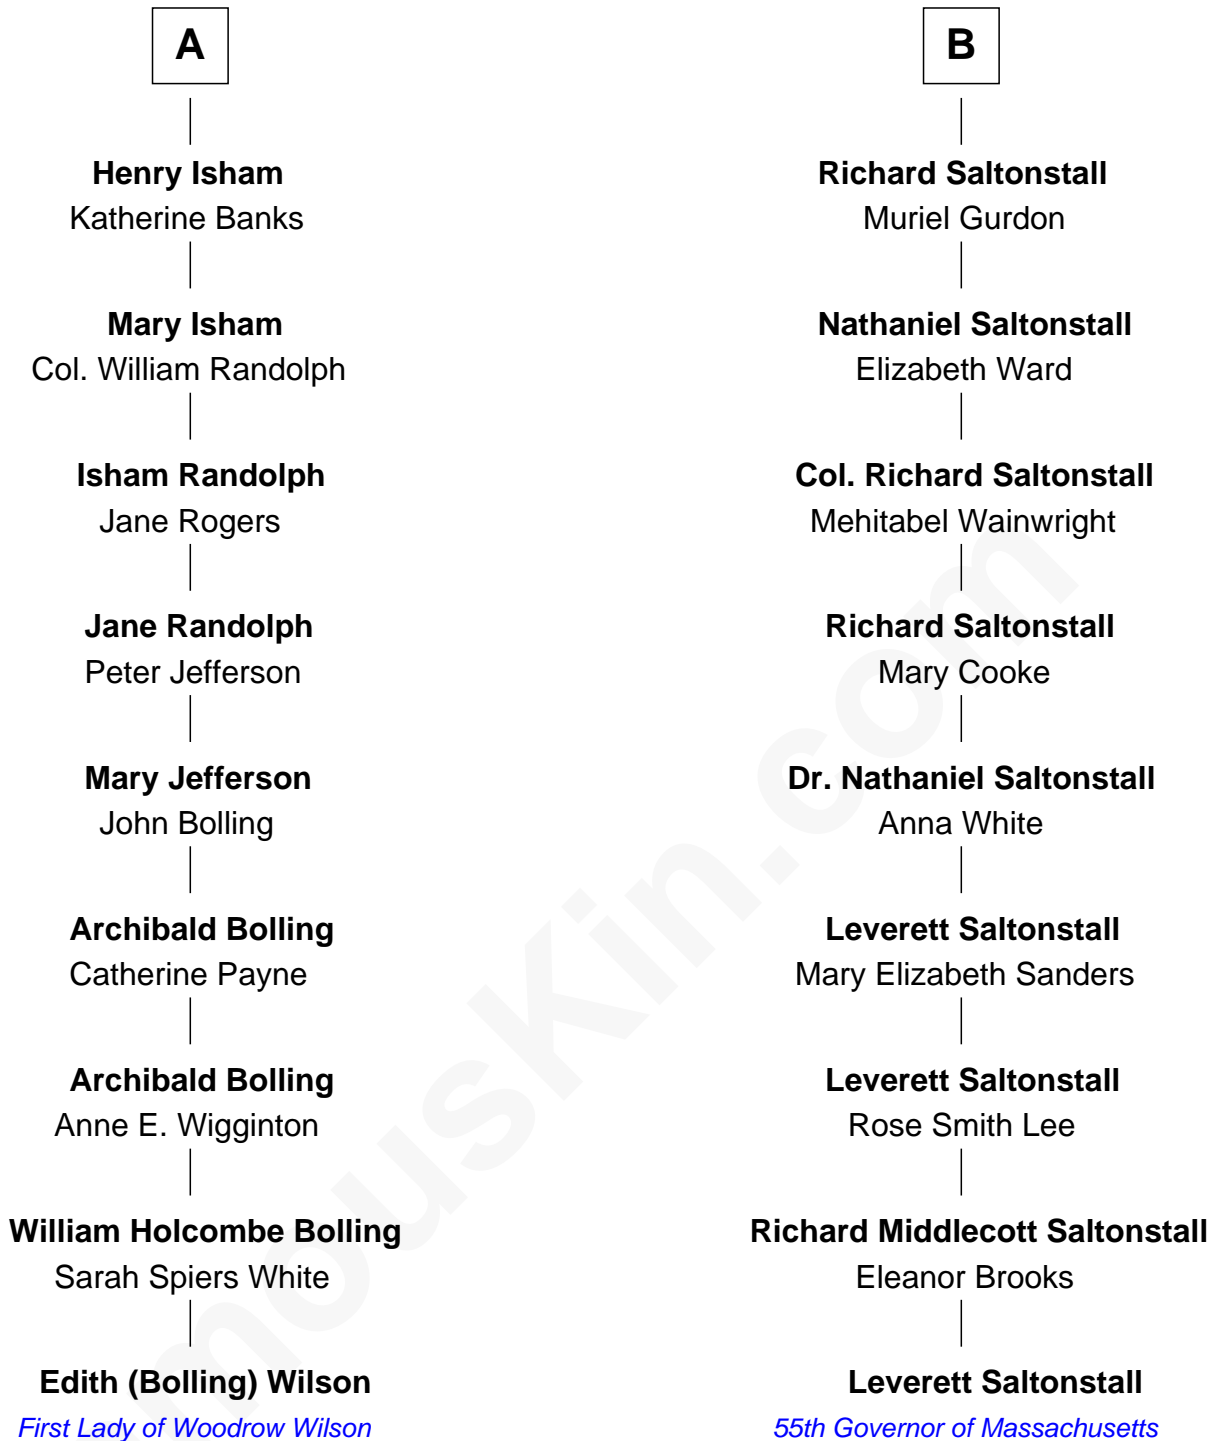 A
Henry Isham
Katherine Banks
Mary Isham
Col. William Randolph
Isham Randolph
Jane Rogers
Jane Randolph
Peter Jefferson
Mary Jefferson
John Bolling
Archibald Bolling
Catherine Payne
Archibald Bolling
Anne E. Wigginton
William Holcombe Bolling
Sarah Spiers White
Edith (Bolling) Wilson
First Lady of Woodrow Wilson
B
Richard Saltonstall
Muriel Gurdon
Nathaniel Saltonstall
Elizabeth Ward
Col. Richard Saltonstall
Mehitabel Wainwright
Richard Saltonstall
Mary Cooke
Dr. Nathaniel Saltonstall
Anna White
Leverett Saltonstall
Mary Elizabeth Sanders
Leverett Saltonstall
Rose Smith Lee
Richard Middlecott Saltonstall
Eleanor Brooks
Leverett Saltonstall
55th Governor of Massachusetts
mousKin.com